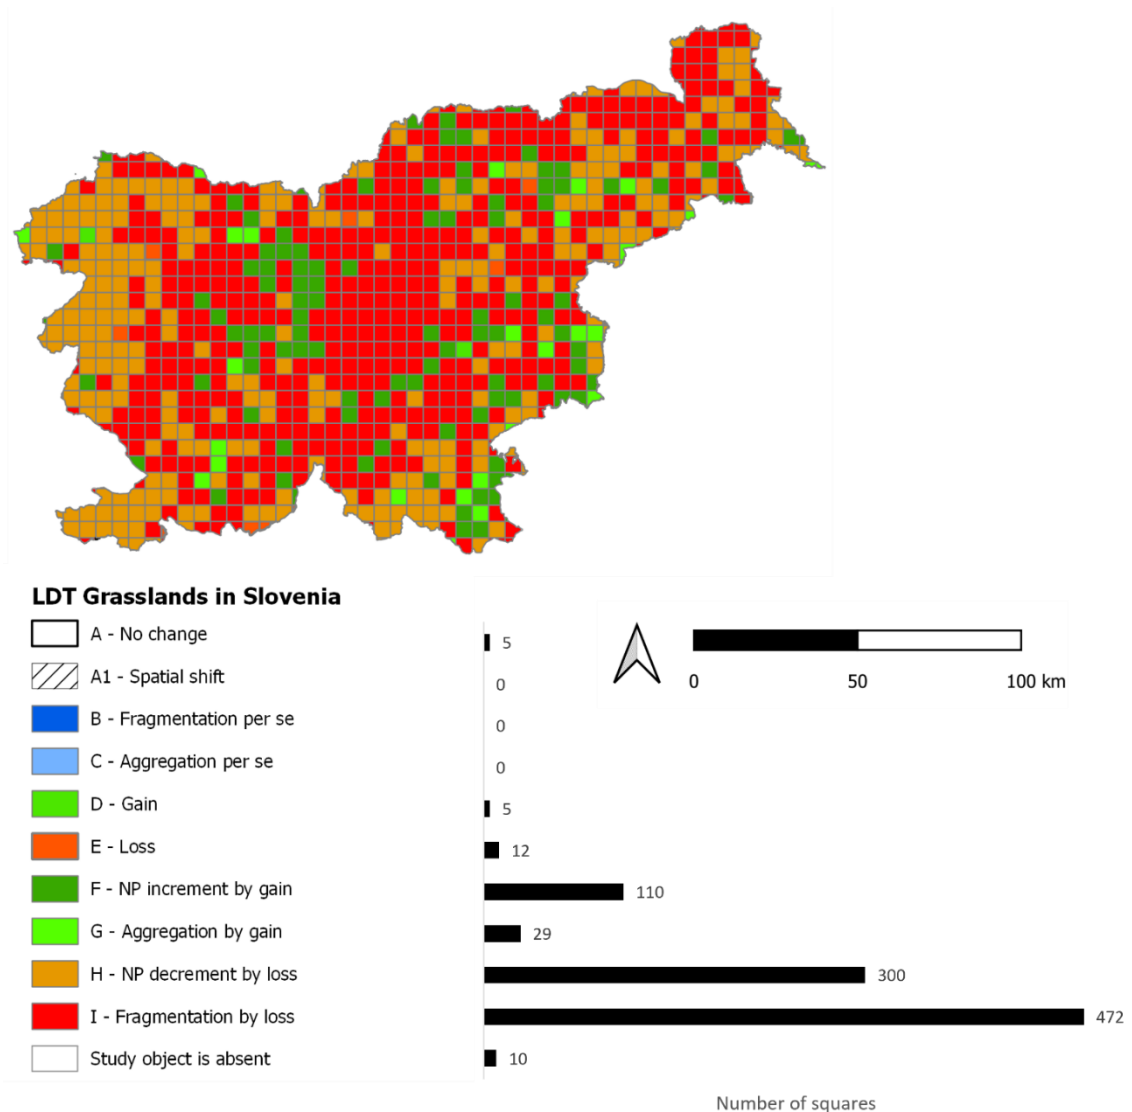 LDT Grasslands in Slovenia
A - No change
5
A1 - Spatial shift
0
B - Fragmentation per se
0
C - Aggregation per se
0
D - Gain
5
E - Loss
12
F - NP increment by gain
110
G - Aggregation by gain
29
H - NP decrement by loss
300
I - Fragmentation by loss
472
Study object is absent
10
Number of squares
0 50 100 km